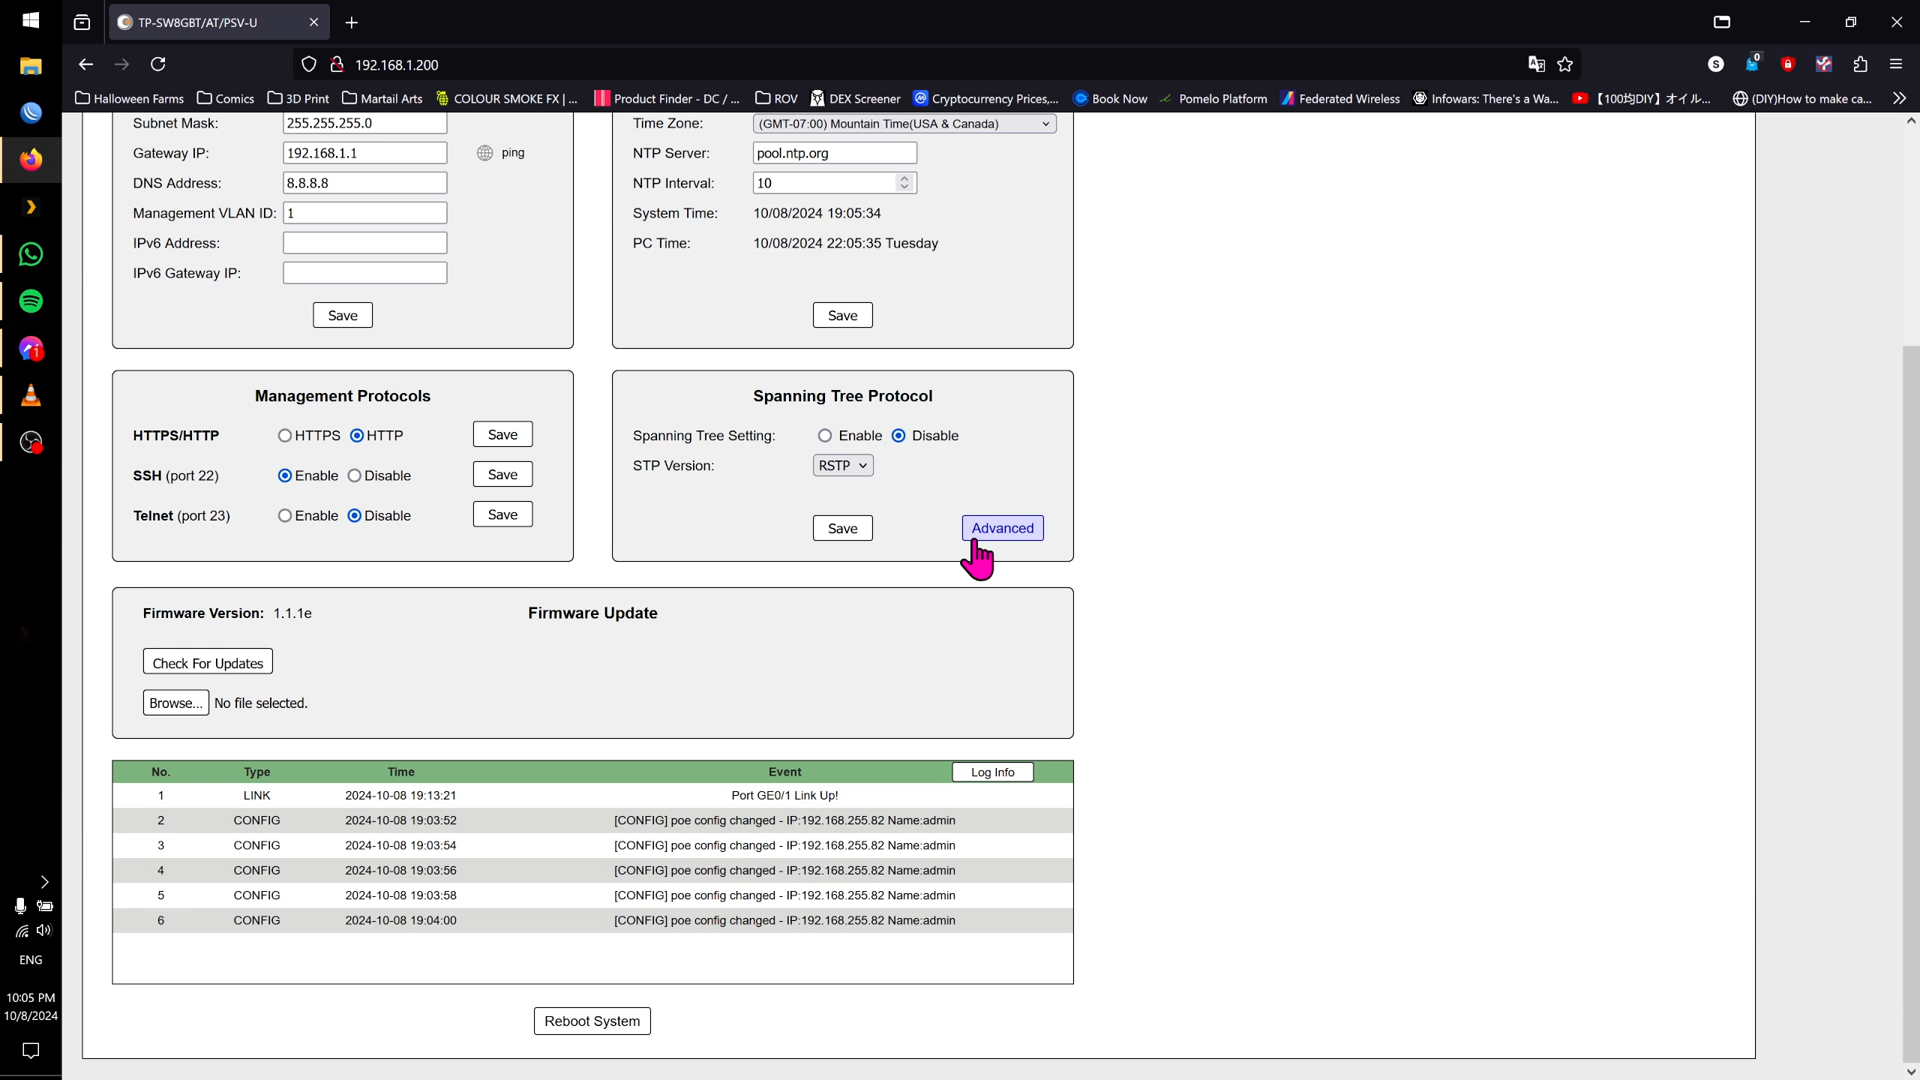 TP-SW8GBT/AT/PSV-U
192.168.1.200
S
0
Halloween Farms
Comics
3D Print
Martail Arts
COLOUR SMOKE FX | ...
Product Finder - DC / ...
ROV
DEX Screener
Cryptocurrency Prices,...
Book Now
Pomelo Platform
Federated Wireless
Infowars: There's a Wa...
【100均DIY】オイル...
(DIY)How to make ca...
Subnet Mask: 255.255.255.0
Gateway IP: 192.168.1.1 ping
DNS Address: 8.8.8.8
Management VLAN ID: 1
IPv6 Address:
IPv6 Gateway IP:
Save
Time Zone: (GMT-07:00) Mountain Time(USA & Canada)
NTP Server: pool.ntp.org
NTP Interval: 10
System Time: 10/08/2024 19:05:34
PC Time: 10/08/2024 22:05:35 Tuesday
Save
Management Protocols
HTTPS/HTTP HTTPS HTTP Save
SSH (port 22) Enable Disable Save
Telnet (port 23) Enable Disable Save
Spanning Tree Protocol
Spanning Tree Setting: Enable Disable
STP Version: RSTP
Save Advanced
Firmware Version: 1.1.1e
Firmware Update
Check For Updates
Browse... No file selected.
No. Type Time Event Log Info
1 LINK 2024-10-08 19:13:21 Port GE0/1 Link Up!
2 CONFIG 2024-10-08 19:03:52 [CONFIG] poe config changed - IP:192.168.255.82 Name:admin
3 CONFIG 2024-10-08 19:03:54 [CONFIG] poe config changed - IP:192.168.255.82 Name:admin
4 CONFIG 2024-10-08 19:03:56 [CONFIG] poe config changed - IP:192.168.255.82 Name:admin
5 CONFIG 2024-10-08 19:03:58 [CONFIG] poe config changed - IP:192.168.255.82 Name:admin
6 CONFIG 2024-10-08 19:04:00 [CONFIG] poe config changed - IP:192.168.255.82 Name:admin
Reboot System
1
ENG
10:05 PM
10/8/2024